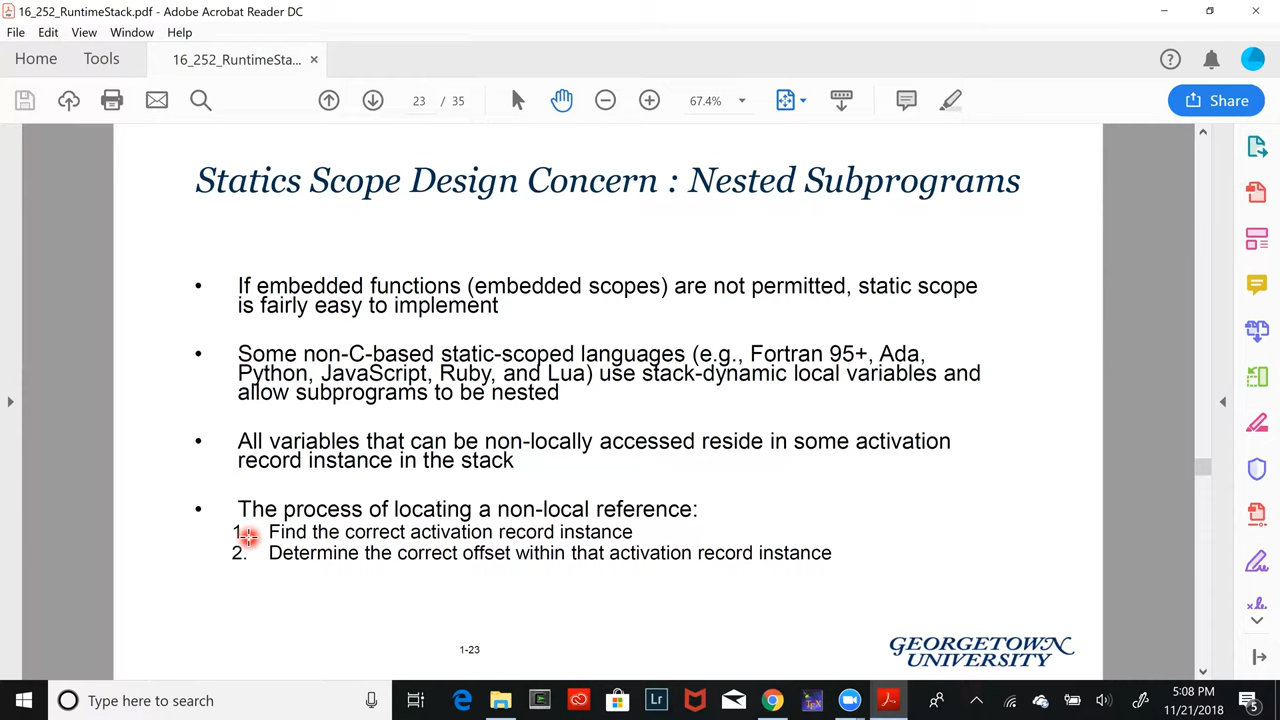 16_252_RuntimeStack.pdf - Adobe Acrobat Reader DC
File Edit View Window Help
Home Tools 16_252_RuntimeSta... ×
23 / 35 67.4% Share
Statics Scope Design Concern : Nested Subprograms
• If embedded functions (embedded scopes) are not permitted, static scope
is fairly easy to implement
• Some non-C-based static-scoped languages (e.g., Fortran 95+, Ada,
Python, JavaScript, Ruby, and Lua) use stack-dynamic local variables and
allow subprograms to be nested
• All variables that can be non-locally accessed reside in some activation
record instance in the stack
• The process of locating a non-local reference:
1. Find the correct activation record instance
2. Determine the correct offset within that activation record instance
1-23
GEORGETOWN
UNIVERSITY
Type here to search
Lr
5:08 PM
11/21/2018
5